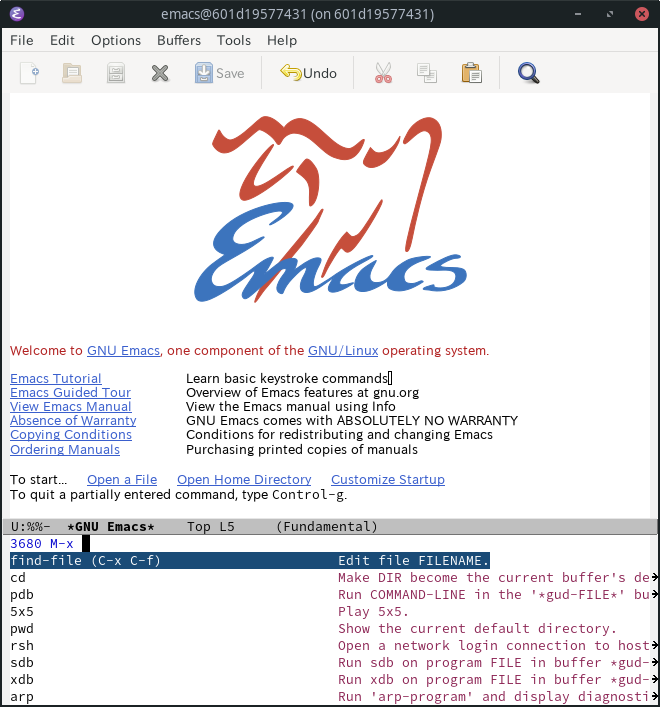 emacs@601d19577431 (on 601d19577431)
File Edit Options Buffers Tools Help
Save Undo
Emacs
Welcome to GNU Emacs, one component of the GNU/Linux operating system.
Emacs Tutorial Learn basic keystroke commands
Emacs Guided Tour Overview of Emacs features at gnu.org
View Emacs Manual View the Emacs manual using Info
Absence of Warranty GNU Emacs comes with ABSOLUTELY NO WARRANTY
Copying Conditions Conditions for redistributing and changing Emacs
Ordering Manuals Purchasing printed copies of manuals
To start... Open a File Open Home Directory Customize Startup
To quit a partially entered command, type Control-g.
U:%%- *GNU Emacs* Top L5 (Fundamental)
3680 M-x
find-file (C-x C-f) Edit file FILENAME.
cd Make DIR become the current buffer's de
pdb Run COMMAND-LINE in the '*gud-FILE*' bu
5x5 Play 5x5.
pwd Show the current default directory.
rsh Open a network login connection to host
sdb Run sdb on program FILE in buffer *gud-
xdb Run xdb on program FILE in buffer *gud-
arp Run 'arp-program' and display diagnosti